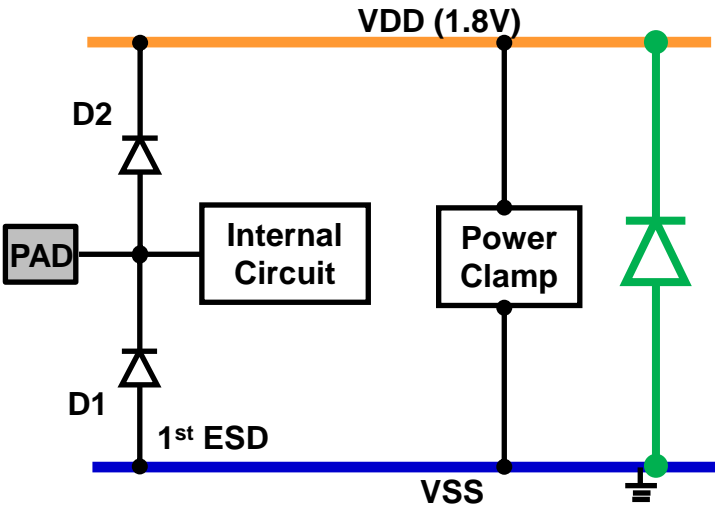 VDD (1.8V)
D2
PAD
Internal
Circuit
Power
Clamp
D1
1st ESD
VSS